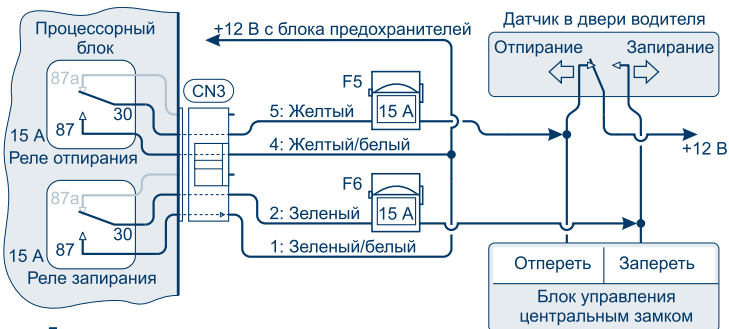 Процессорный
блок
87a
30
15 А
87
Реле отпирания
87a
30
15 А
87
Реле запирания
CN3
+12 В с блока предохранителей
F5
15 А
5: Желтый
4: Желтый/белый
F6
15 А
2: Зеленый
1: Зеленый/белый
Датчик в двери водителя
Отпирание
Запирание
+12 В
Отпереть
Запереть
Блок управления
центральным замком